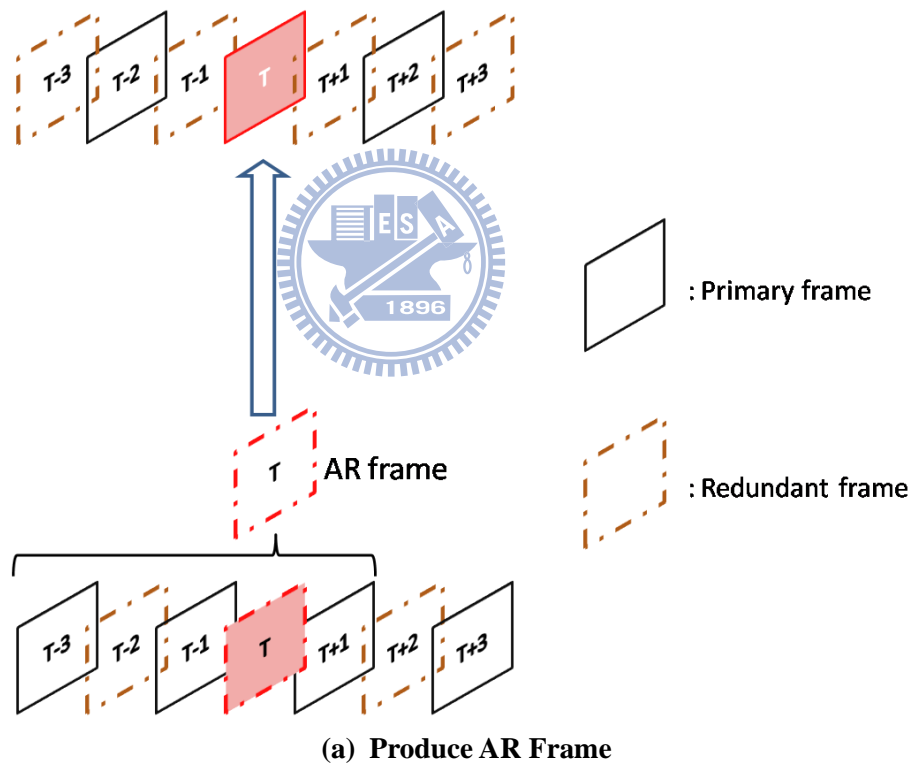 T-3 T-2 T-1 T T+1 T+2 T+3
E S A
1896
: Primary frame
T AR frame
: Redundant frame
T-3 T-2 T-1 T T+1 T+2 T+3
(a) Produce AR Frame